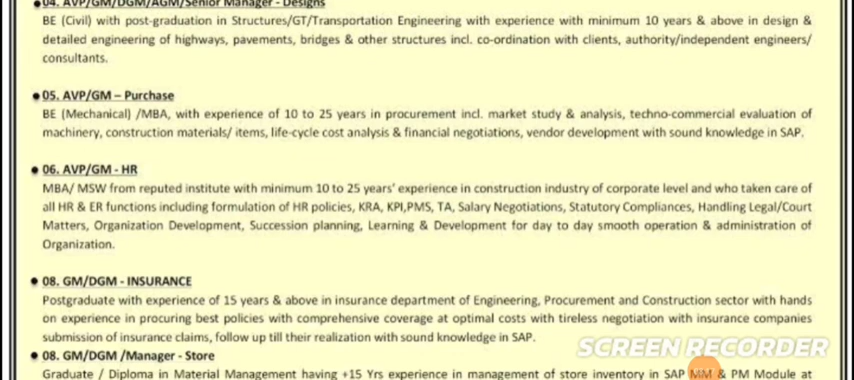 04. AVP/GM/DGM/AGM/Senior Manager - Designs
BE (Civil) with post-graduation in Structures/GT/Transportation Engineering with experience with minimum 10 years & above in design &
detailed engineering of highways, pavements, bridges & other structures incl. co-ordination with clients, authority/independent engineers/
consultants.
05. AVP/GM – Purchase
BE (Mechanical) /MBA, with experience of 10 to 25 years in procurement incl. market study & analysis, techno-commercial evaluation of
machinery, construction materials/ items, life-cycle cost analysis & financial negotiations, vendor development with sound knowledge in SAP.
06. AVP/GM - HR
MBA/ MSW from reputed institute with minimum 10 to 25 years' experience in construction industry of corporate level and who taken care of
all HR & ER functions including formulation of HR policies, KRA, KPI,PMS, TA, Salary Negotiations, Statutory Compliances, Handling Legal/Court
Matters, Organization Development, Succession planning, Learning & Development for day to day smooth operation & administration of
Organization.
08. GM/DGM - INSURANCE
Postgraduate with experience of 15 years & above in insurance department of Engineering, Procurement and Construction sector with hands
on experience in procuring best policies with comprehensive coverage at optimal costs with tireless negotiation with insurance companies
submission of insurance claims, follow up till their realization with sound knowledge in SAP.
SCREEN RECORDER
08. GM/DGM /Manager - Store
Graduate / Diploma in Material Management having +15 Yrs experience in management of store inventory in SAP MM & PM Module at